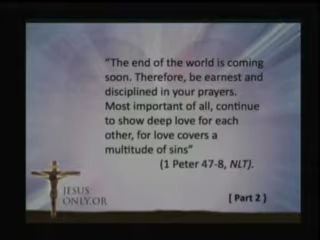 "The end of the world is coming
soon. Therefore, be earnest and
disciplined in your prayers.
Most important of all, continue
to show deep love for each
other, for love covers a
multitude of sins"
(1 Peter 47-8, NLT).
JESUS
ONLY.OR
[ Part 2 )